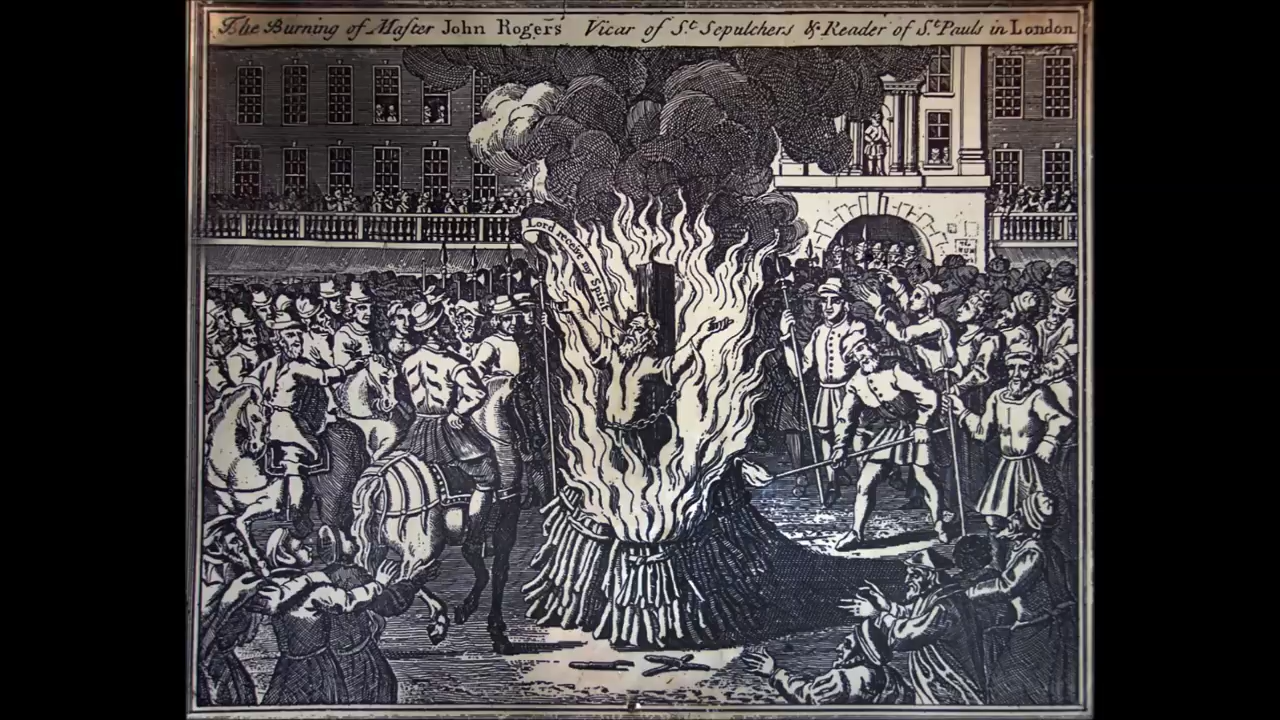 The Burning of Master John Rogers Vicar of St Sepulchers & Reader of St Pauls in London
Lord receive my Spirit